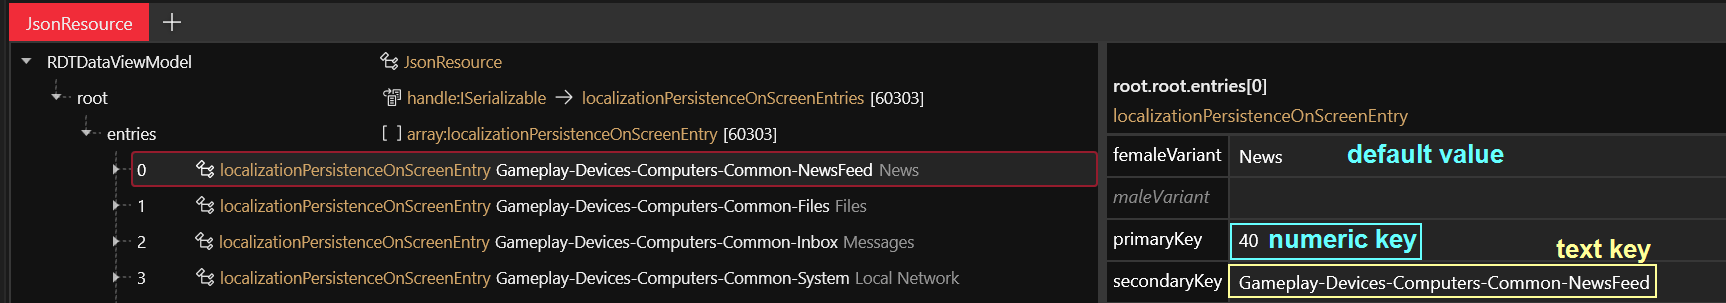 JsonResource +
RDTDataViewModel JsonResource
root handle:ISerializable → localizationPersistenceOnScreenEntries [60303]
entries [ ] array:localizationPersistenceOnScreenEntry [60303]
0 localizationPersistenceOnScreenEntry Gameplay-Devices-Computers-Common-NewsFeed News
1 localizationPersistenceOnScreenEntry Gameplay-Devices-Computers-Common-Files Files
2 localizationPersistenceOnScreenEntry Gameplay-Devices-Computers-Common-Inbox Messages
3 localizationPersistenceOnScreenEntry Gameplay-Devices-Computers-Common-System Local Network
root.root.entries[0]
localizationPersistenceOnScreenEntry
femaleVariant News default value
maleVariant
primaryKey 40 numeric key
text key
secondaryKey Gameplay-Devices-Computers-Common-NewsFeed